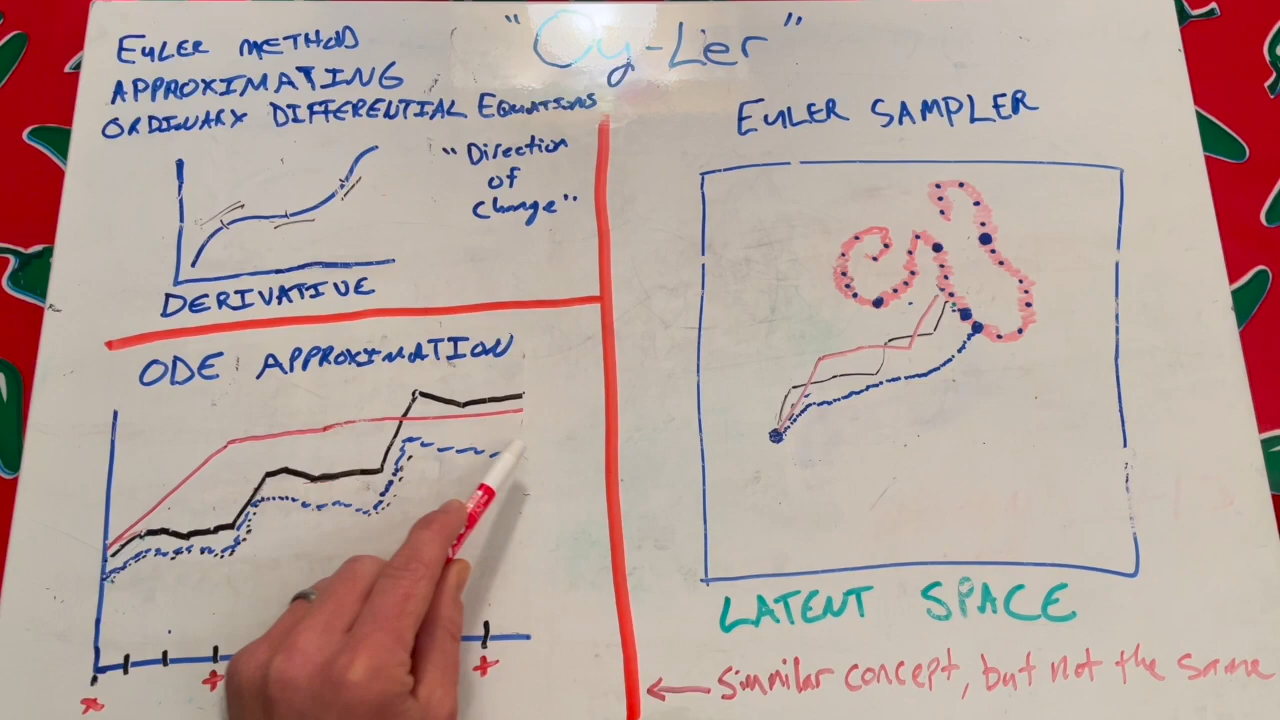 "Oy-Ler"
EULER METHOD
APPROXIMATING
ORDINARY DIFFERENTIAL EQUATIONS
"Direction
of
Change"
DERIVATIVE
ODE APPROXIMATION
EULER SAMPLER
LATENT SPACE
← Simmilar concept, but not the same